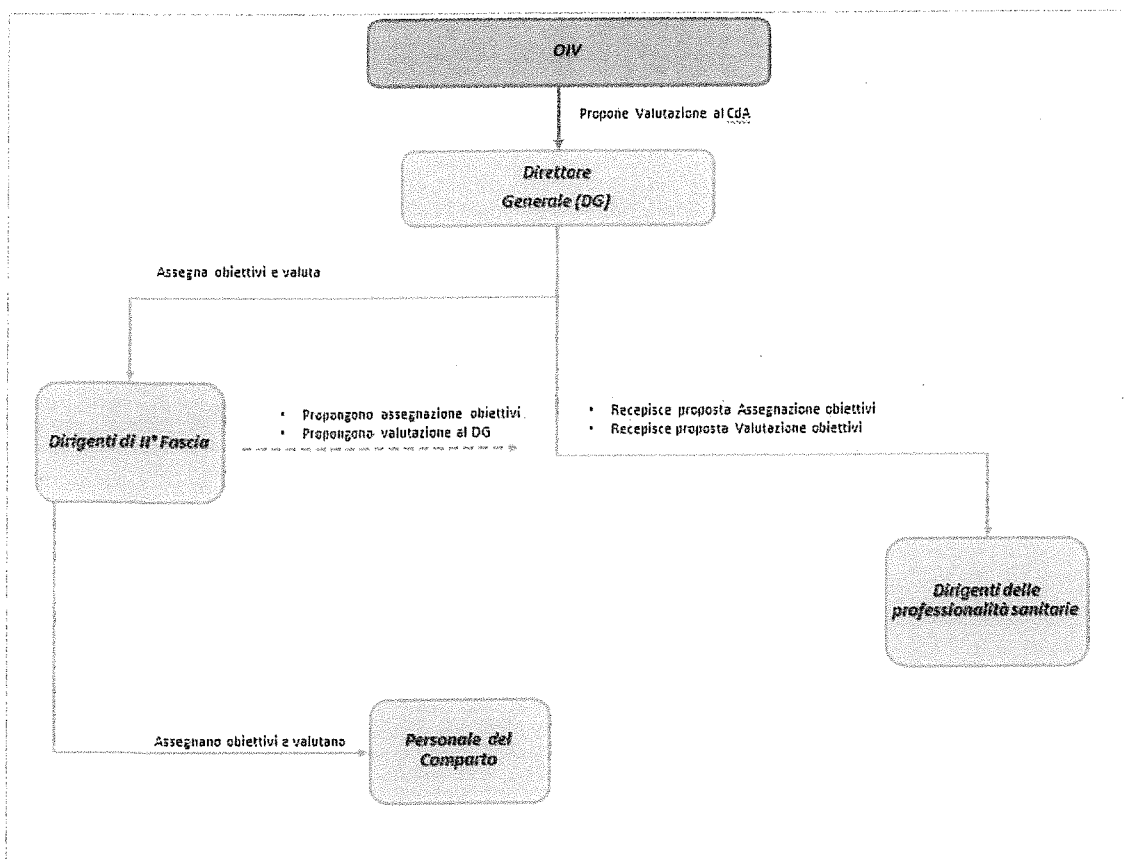 OIV
Propone Valutazione al CdA
Direttore
Generale (DG)
Assegna obiettivi e valuta
Dirigenti di II° Fascia
• Propongono assegnazione obiettivi
• Propongono valutazione al DG
• Recepisce proposta Assegnazione obiettivi
• Recepisce proposta Valutazione obiettivi
Dirigenti delle
professionalità sanitarie
Assegnano obiettivi e valutano
Personale del
Comparto